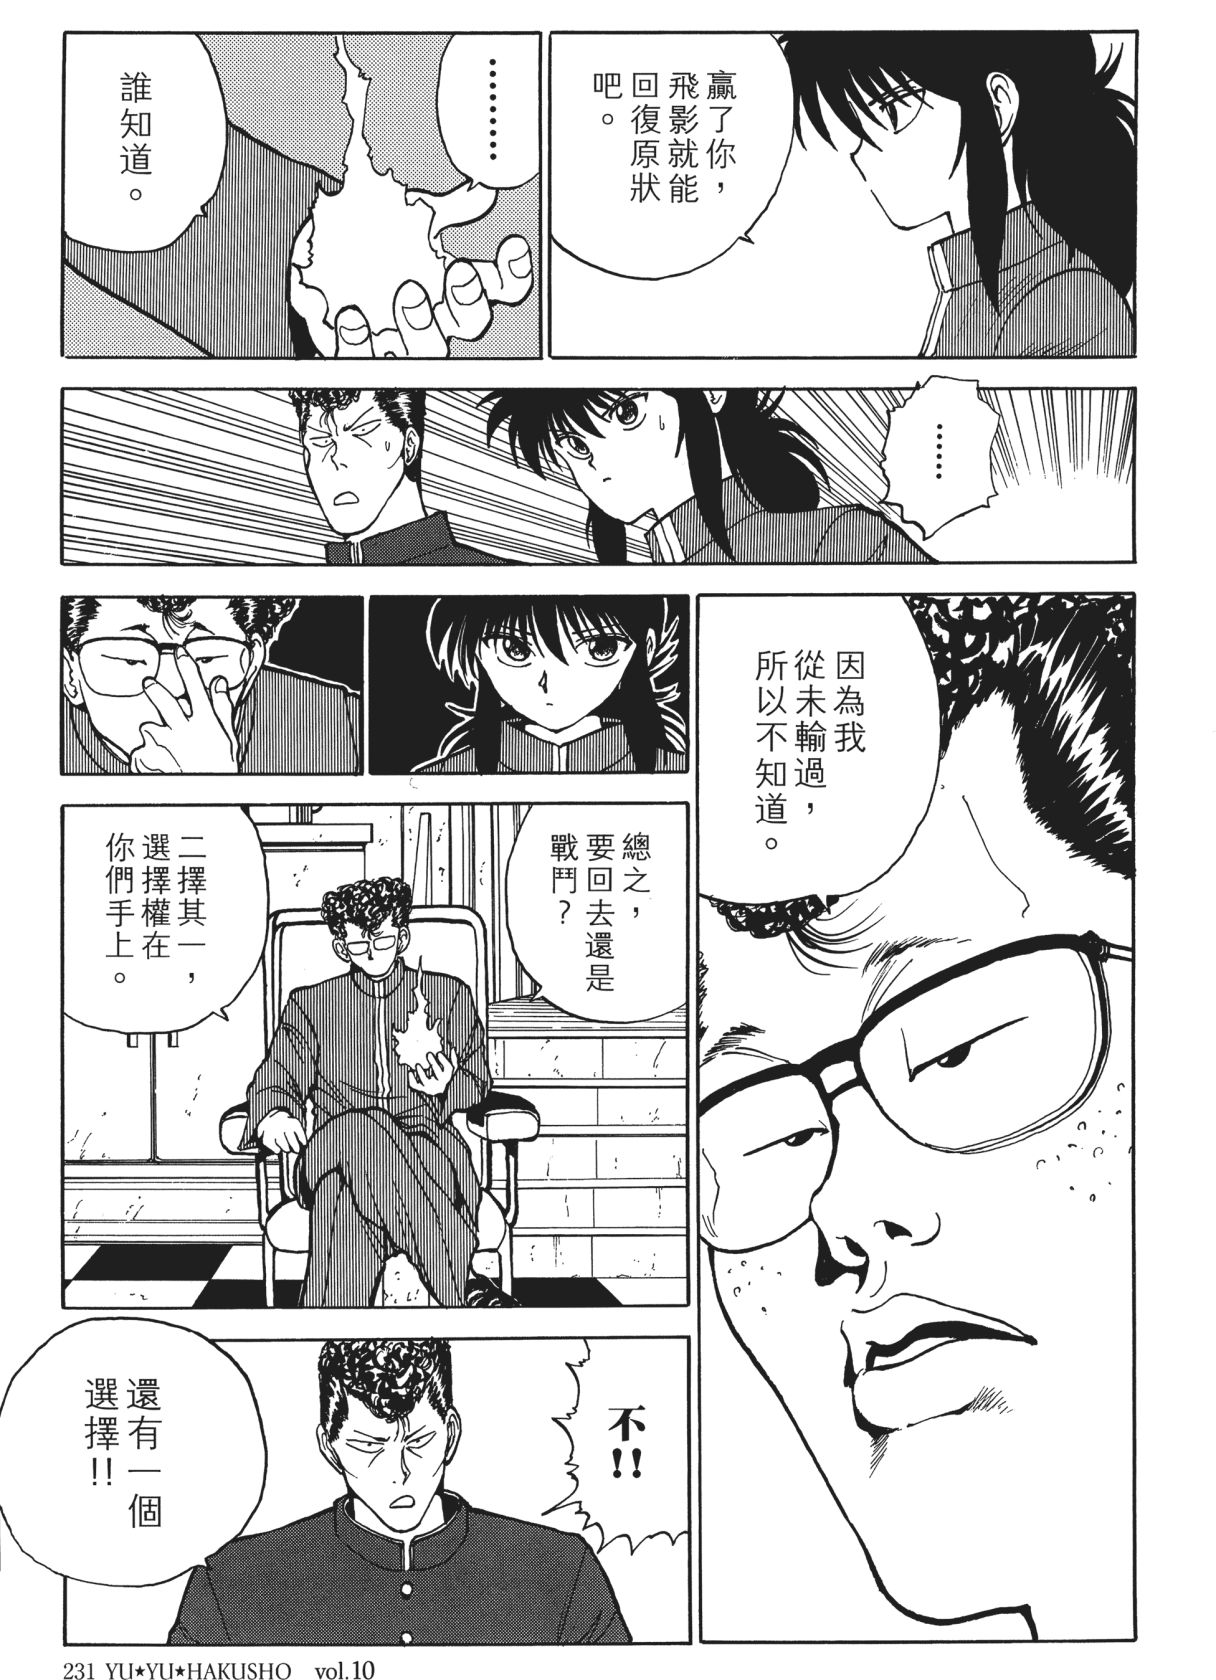 贏了你，
飛影就能
回復原狀
吧。
………
誰知道。
……
因為我
從未輸過，
所以不知道。
總之，
要回去還是
戰鬥？
二擇其一，
選擇權在
你們手上。
不!!
還有一個
選擇!!
231 YU★YU★HAKUSHO vol.10